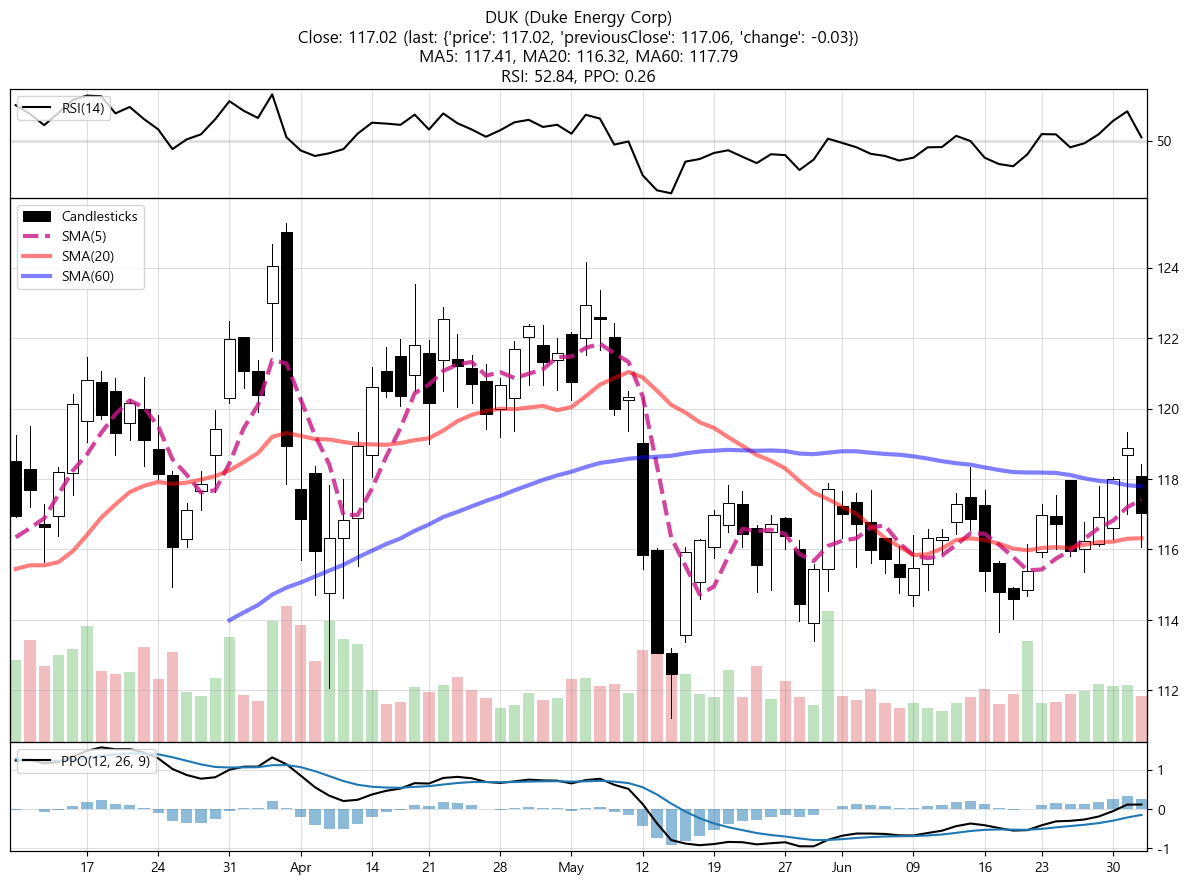 DUK (Duke Energy Corp)
Close: 117.02 (last: {'price': 117.02, 'previousClose': 117.06, 'change': -0.03})
MA5: 117.41, MA20: 116.32, MA60: 117.79
RSI: 52.84, PPO: 0.26
RSI(14)
50
Candlesticks
SMA(5)
SMA(20)
SMA(60)
124
122
120
118
116
114
112
PPO(12, 26, 9)
1
0
-1
17 24 31 Apr 14 21 28 May 12 19 27 Jun 09 16 23 30